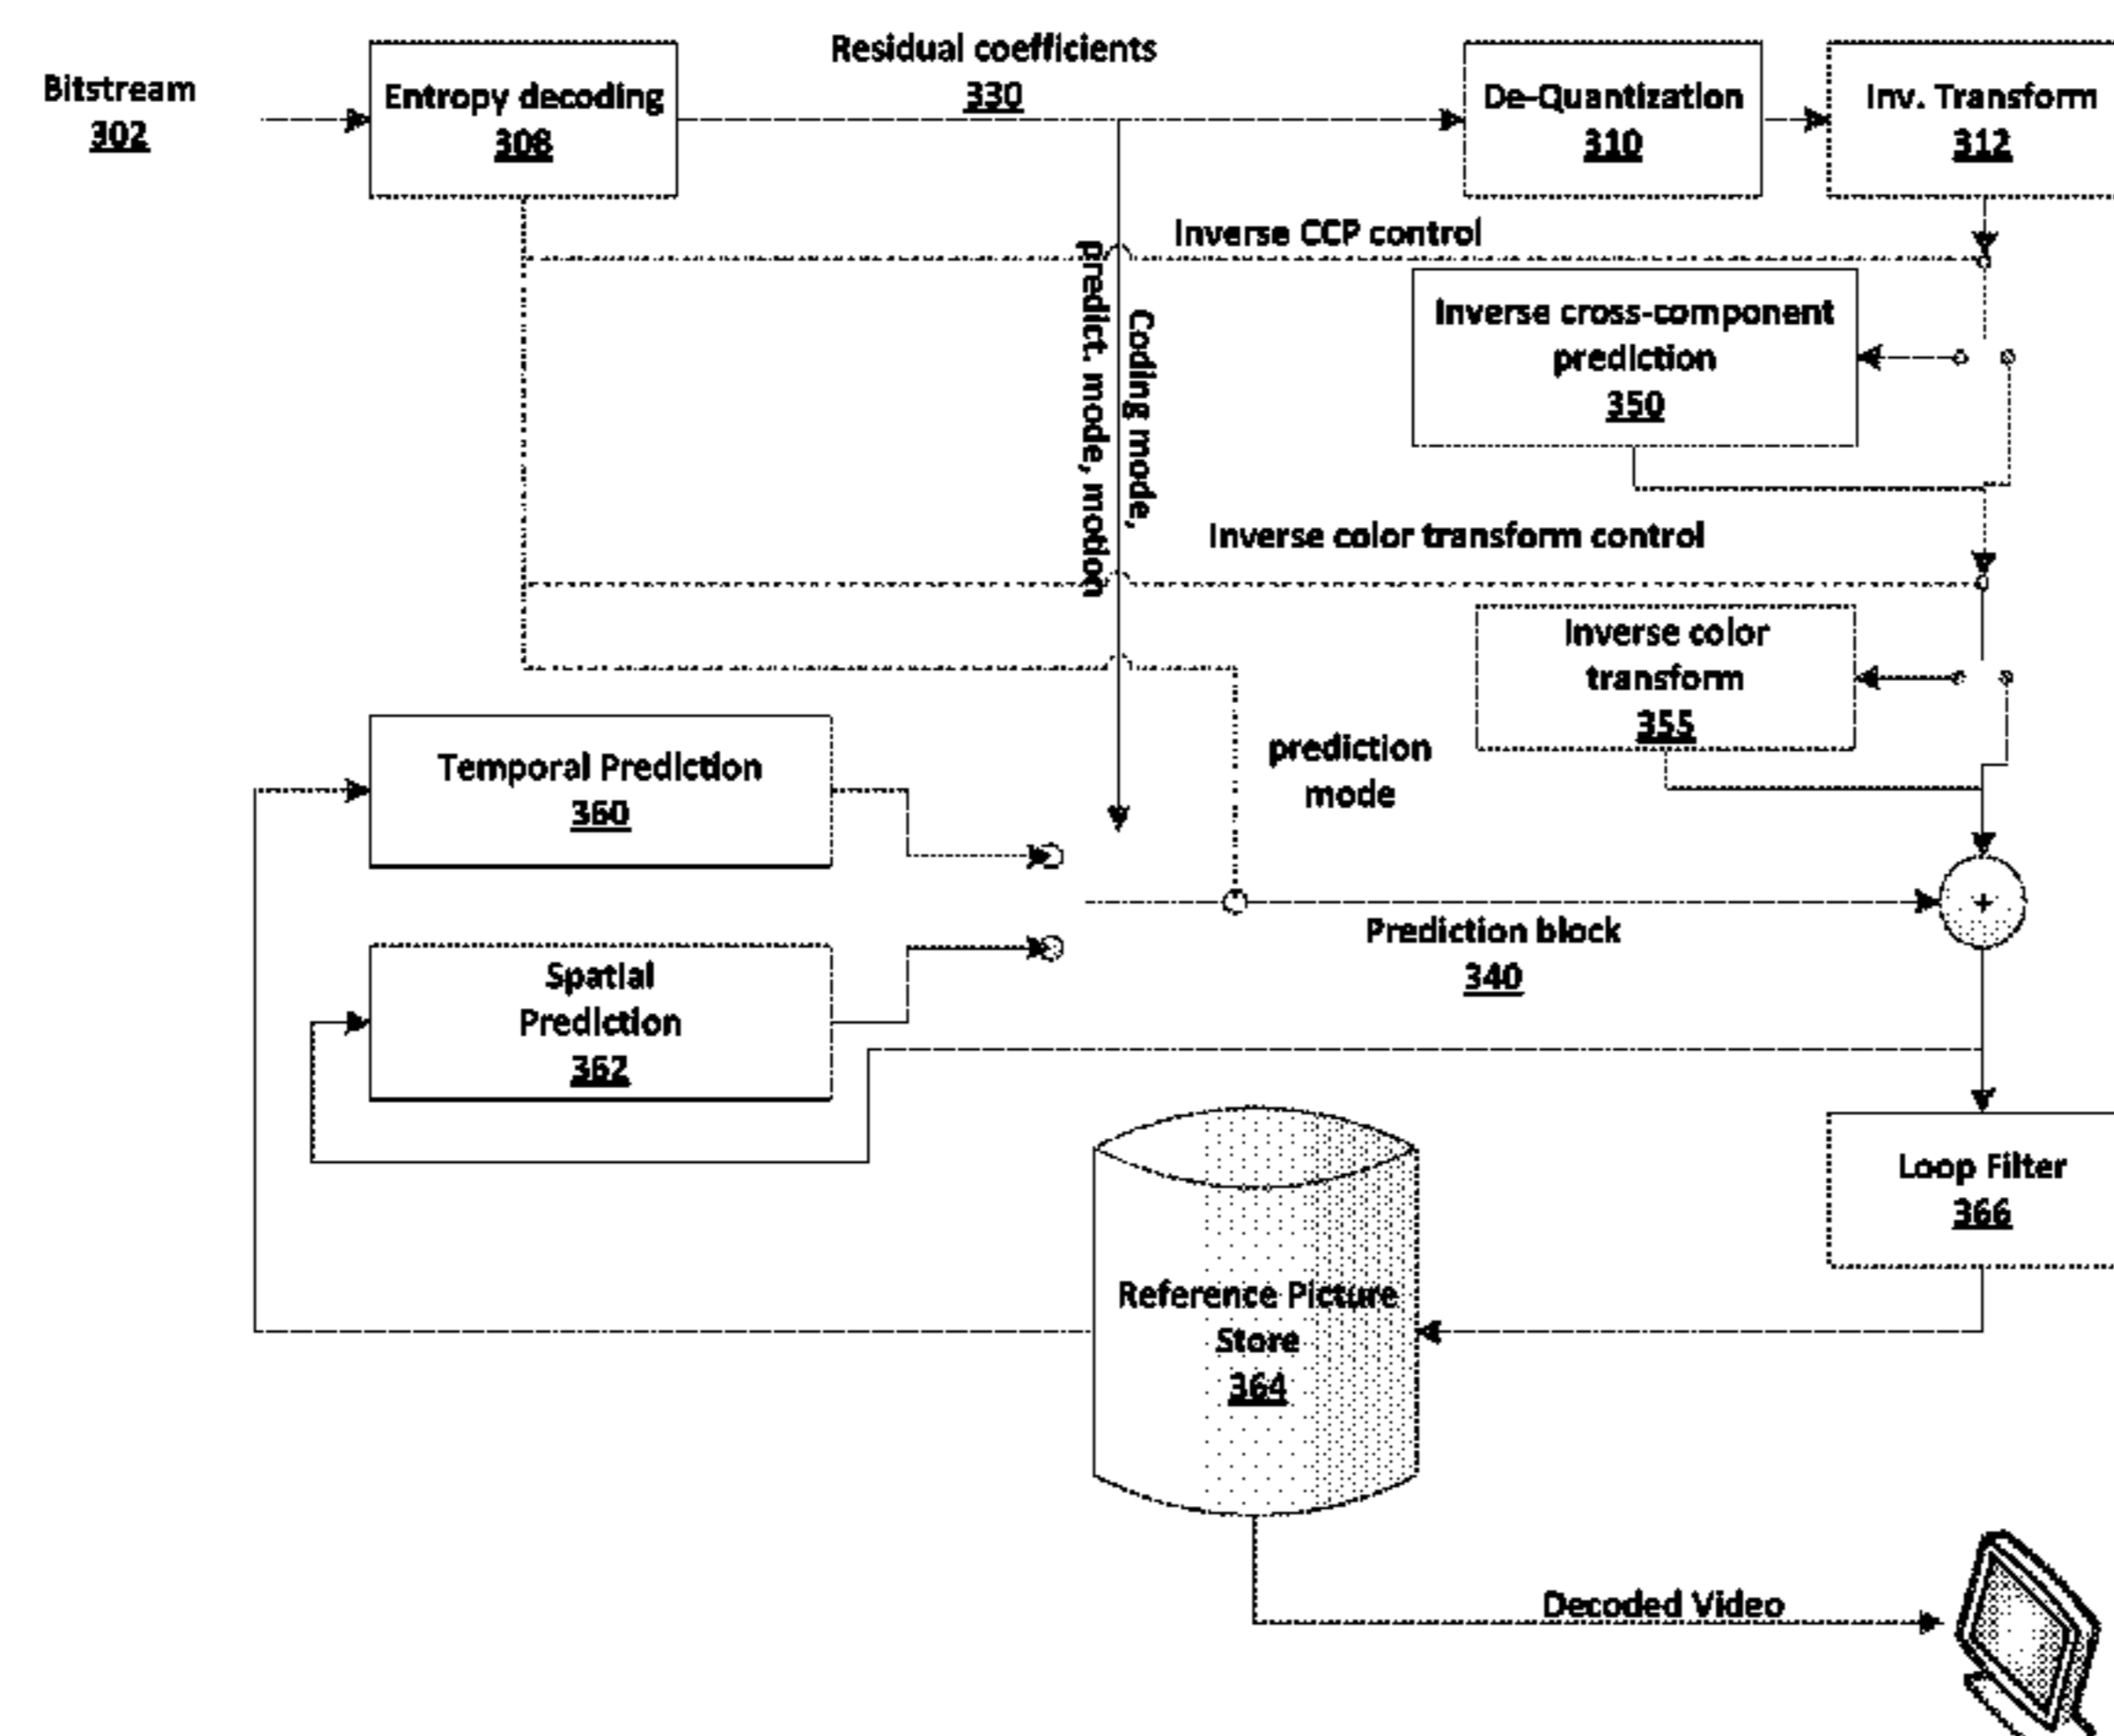 Bitstream
302
Entropy decoding
308
Residual coefficients
330
De-Quantization
310
Inv. Transform
312
Inverse CCP control
Inverse cross-component
prediction
350
Coding mode,
predict. mode, motion
Inverse color transform control
Inverse color
transform
355
Temporal Prediction
360
prediction
mode
Spatial
Prediction
362
Prediction block
340
+
Loop Filter
366
Reference Picture
Store
364
Decoded Video